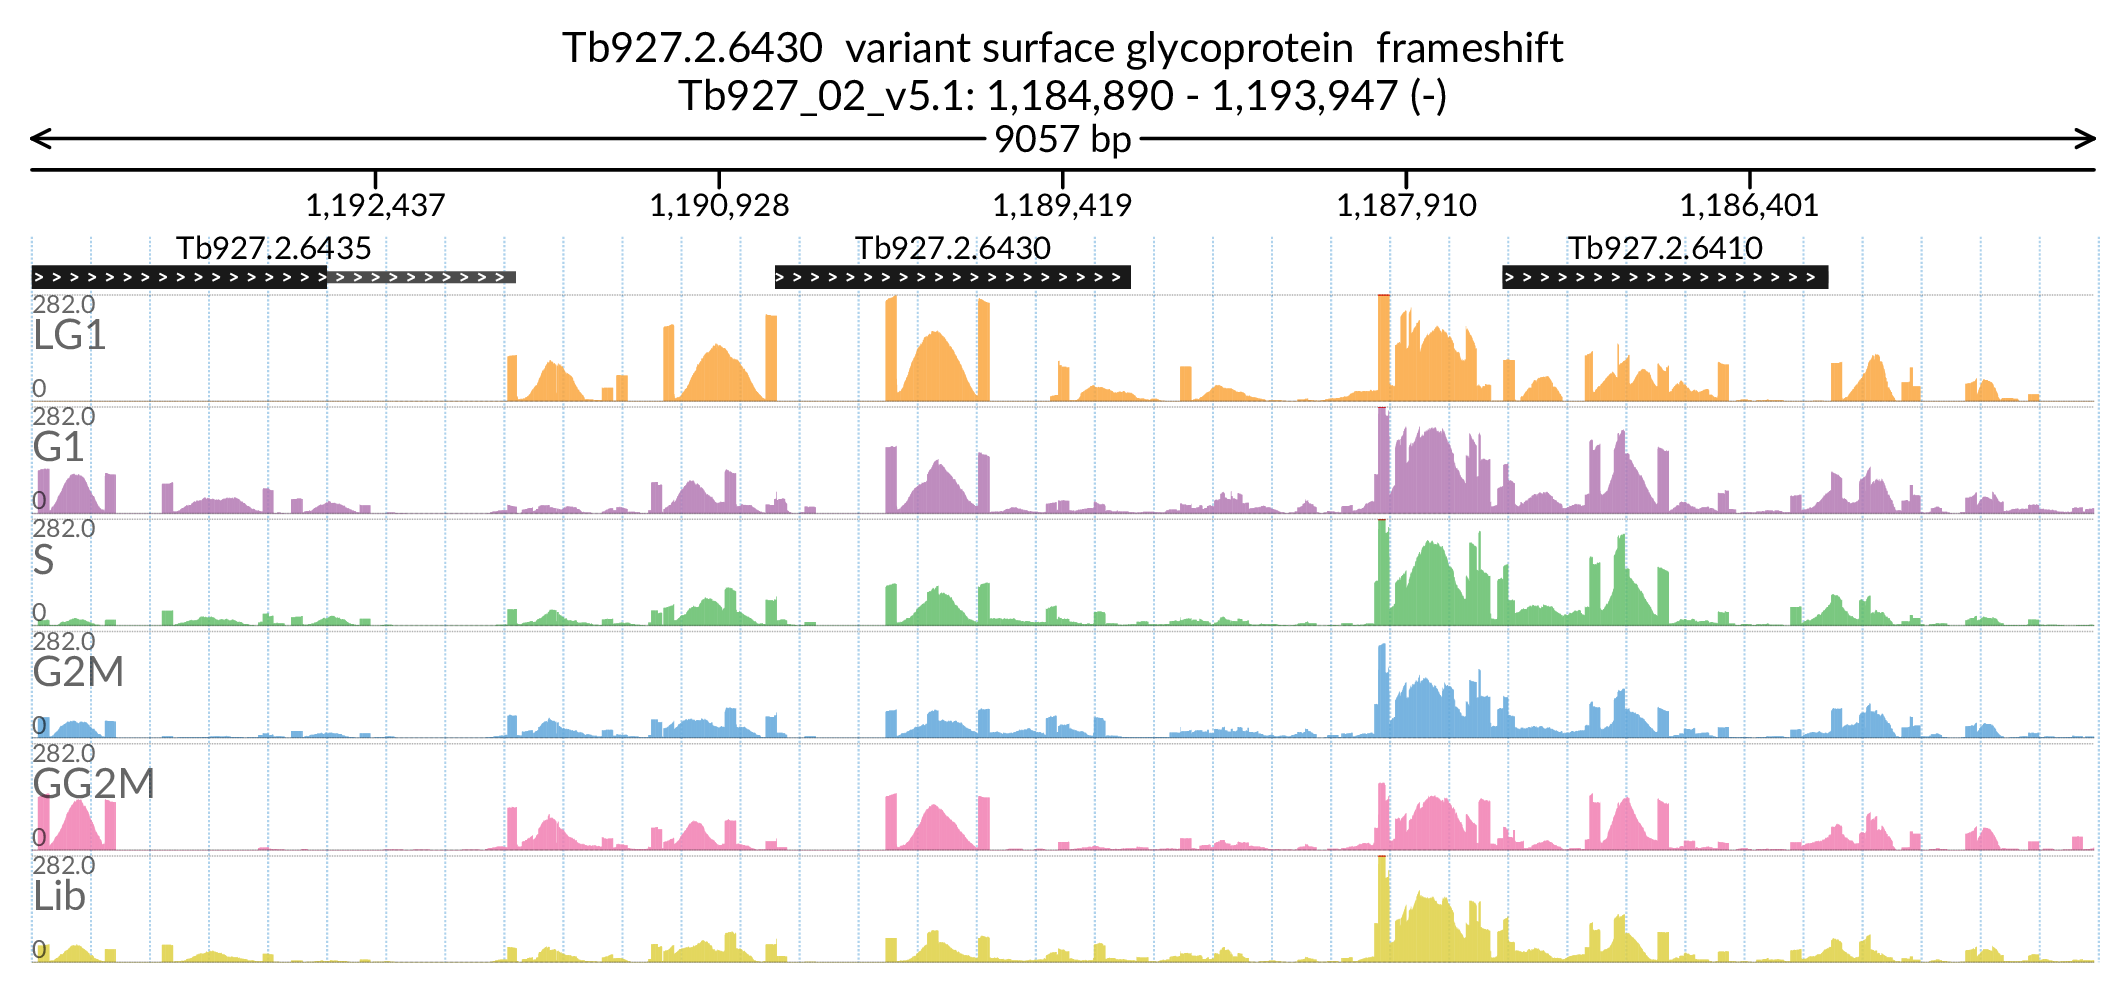 Tb927.2.6430  variant surface glycoprotein  frameshift
Tb927_02_v5.1: 1,184,890 - 1,193,947 (-)
9057 bp
1,192,437 1,190,928 1,189,419 1,187,910 1,186,401
Tb927.2.6435 Tb927.2.6430 Tb927.2.6410
282.0
LG1
0
282.0
G1
0
282.0
S
0
282.0
G2M
0
282.0
GG2M
0
282.0
Lib
0